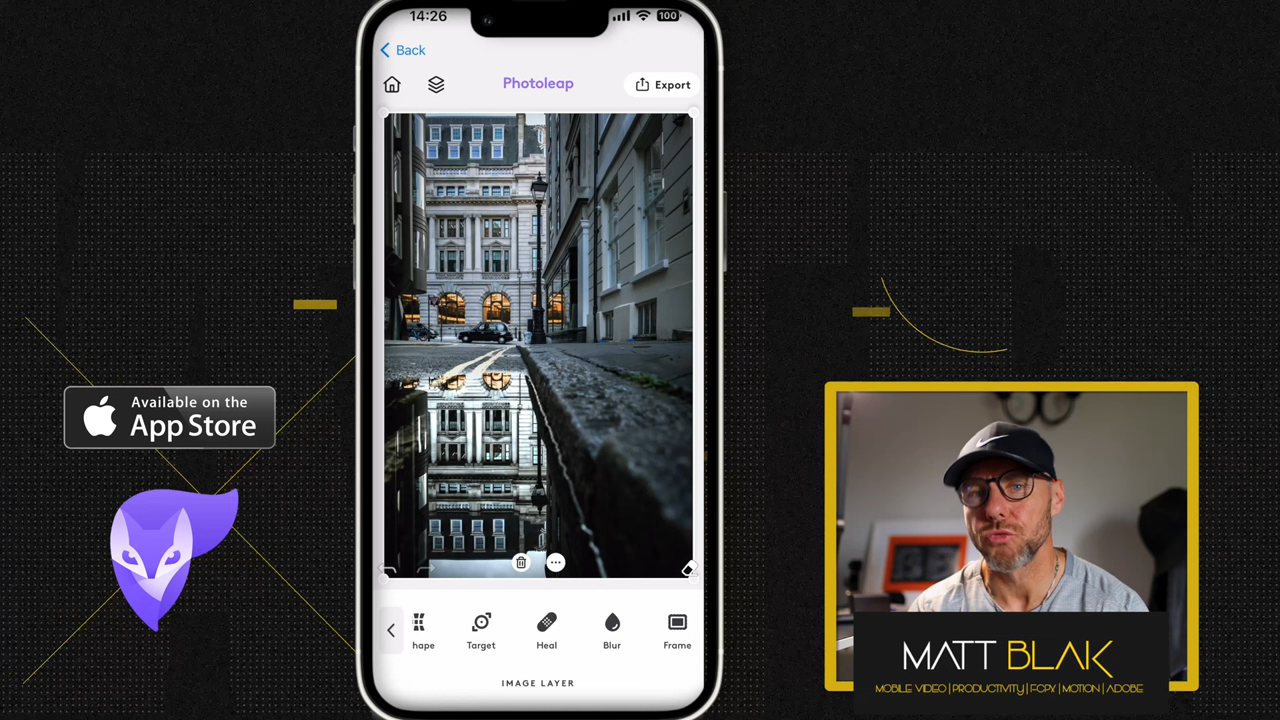 14:26
100
Back
Photoleap
Export
hape
Target
Heal
Blur
Frame
IMAGE LAYER
Available on the
App Store
MATT BLAK
MOBILE VIDEO | PRODUCTIVITY | FCPX | MOTION | ADOBE